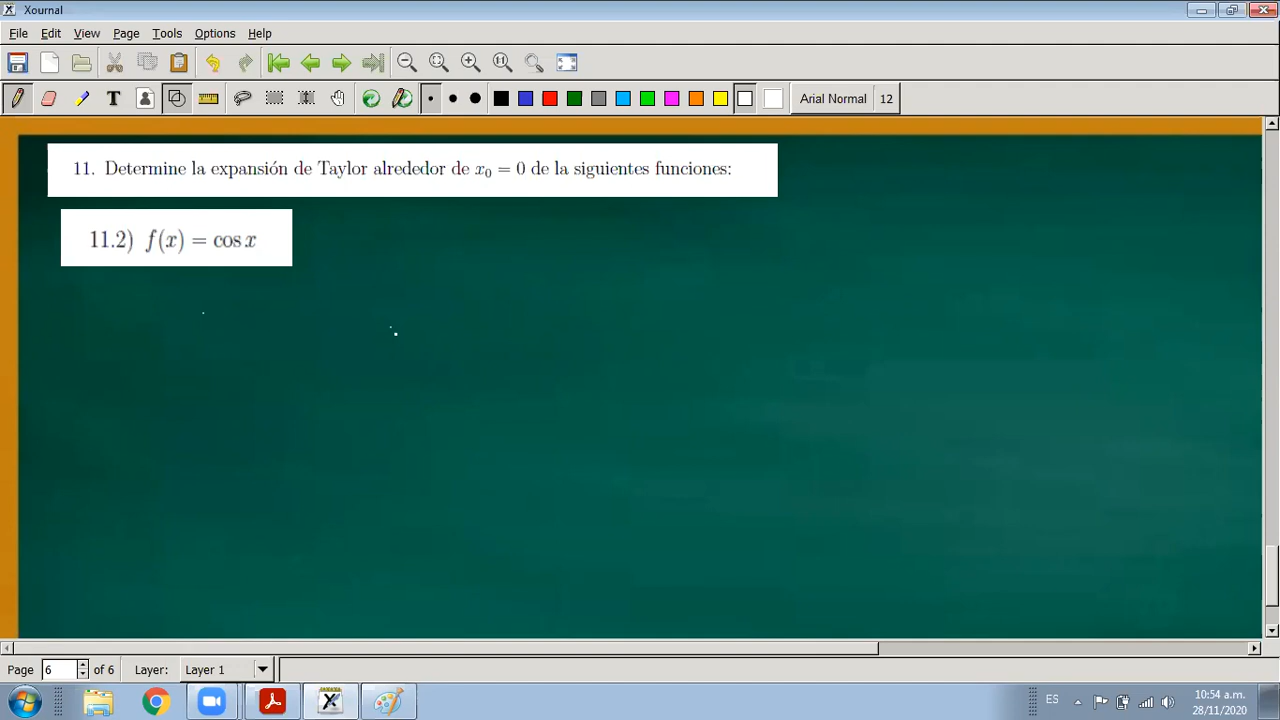 Xournal
File Edit View Page Tools Options Help
Arial Normal 12
11. Determine la expansión de Taylor alrededor de x₀ = 0 de la siguientes funciones:
11.2) f(x) = cos x
Page 6 of 6 Layer: Layer 1
ES 10:54 a.m.
28/11/2020